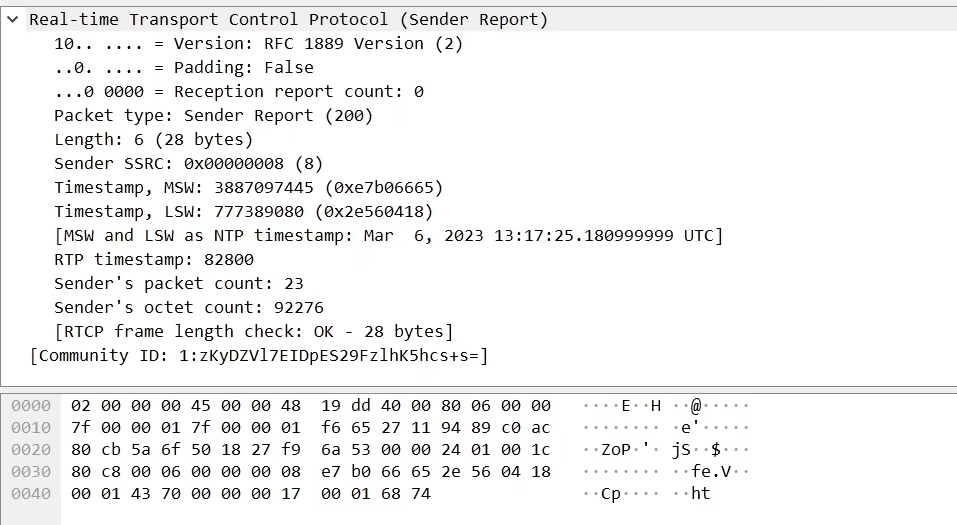 Real-time Transport Control Protocol (Sender Report)
10.. .... = Version: RFC 1889 Version (2)
..0. .... = Padding: False
...0 0000 = Reception report count: 0
Packet type: Sender Report (200)
Length: 6 (28 bytes)
Sender SSRC: 0x00000008 (8)
Timestamp, MSW: 3887097445 (0xe7b06665)
Timestamp, LSW: 777389080 (0x2e560418)
[MSW and LSW as NTP timestamp: Mar  6, 2023 13:17:25.180999999 UTC]
RTP timestamp: 82800
Sender's packet count: 23
Sender's octet count: 92276
[RTCP frame length check: OK - 28 bytes]
[Community ID: 1:zKyDZVl7EIDpES29FzlhK5hcs+s=]
0000 02 00 00 00 45 00 00 48  19 dd 40 00 80 06 00 00 ····E··H ··@·····
0010 7f 00 00 01 7f 00 00 01  f6 65 27 11 94 89 c0 ac ········ ·e'·····
0020 80 cb 5a 6f 50 18 27 f9  6a 53 00 00 24 01 00 1c ··ZoP·'· jS··$···
0030 80 c8 00 06 00 00 00 08  e7 b0 66 65 2e 56 04 18 ········ ··fe.V··
0040 00 01 43 70 00 00 00 17  00 01 68 74 ··Cp···· ··ht